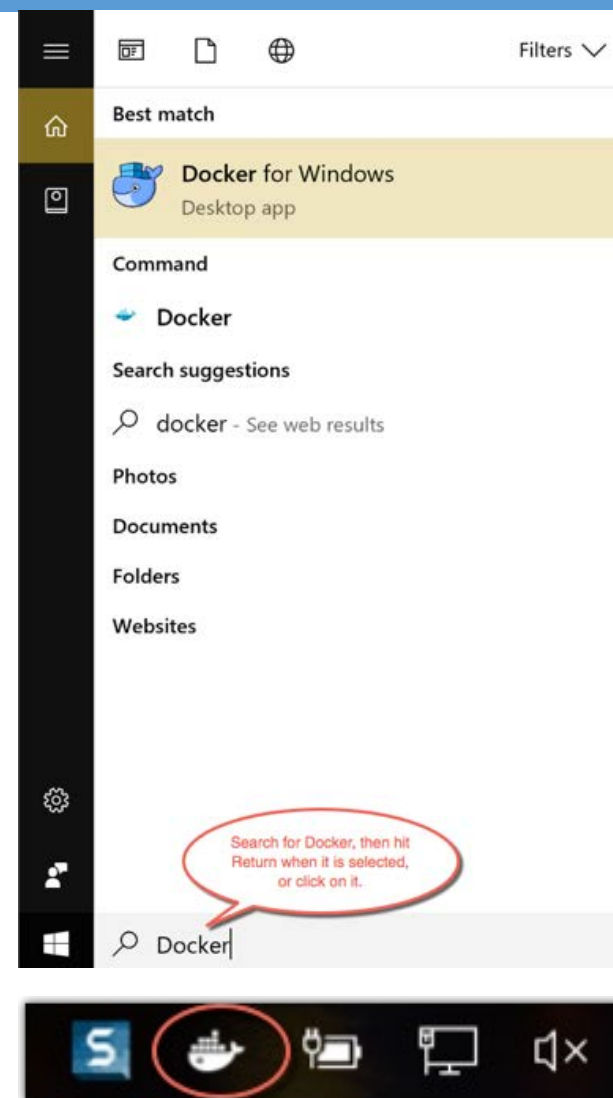 Filters
Best match
Docker for Windows
Desktop app
Command
Docker
Search suggestions
docker - See web results
Photos
Documents
Folders
Websites
Search for Docker, then hit
Return when it is selected,
or click on it.
Docker
S